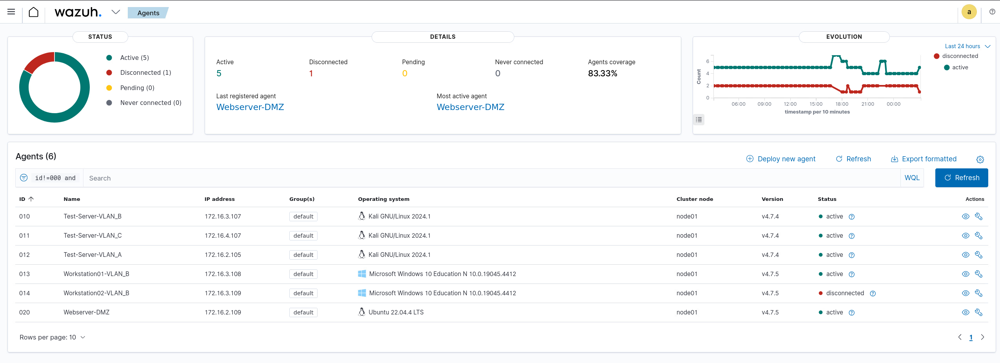 wazuh. Agents a
STATUS
Active (5)
Disconnected (1)
Pending (0)
Never connected (0)
DETAILS
Active Disconnected Pending Never connected Agents coverage
5 1 0 0 83.33%
Last registered agent Most active agent
Webserver-DMZ Webserver-DMZ
EVOLUTION
Last 24 hours
disconnected
active
Count
6
4
2
0
06:00 09:00 12:00 15:00 18:00 21:00 00:00
timestamp per 10 minutes
Agents (6)
Deploy new agent Refresh Export formatted
id!=000 and Search WQL Refresh
ID Name IP address Group(s) Operating system Cluster node Version Status Actions
010 Test-Server-VLAN_B 172.16.3.107 default Kali GNU/Linux 2024.1 node01 v4.7.4 active
011 Test-Server-VLAN_C 172.16.4.107 default Kali GNU/Linux 2024.1 node01 v4.7.4 active
012 Test-Server-VLAN_A 172.16.2.105 default Kali GNU/Linux 2024.1 node01 v4.7.4 active
013 Workstation01-VLAN_B 172.16.3.108 default Microsoft Windows 10 Education N 10.0.19045.4412 node01 v4.7.5 active
014 Workstation02-VLAN_B 172.16.3.109 default Microsoft Windows 10 Education N 10.0.19045.4412 node01 v4.7.5 disconnected
020 Webserver-DMZ 172.16.2.109 default Ubuntu 22.04.4 LTS node01 v4.7.5 active
Rows per page: 10 1